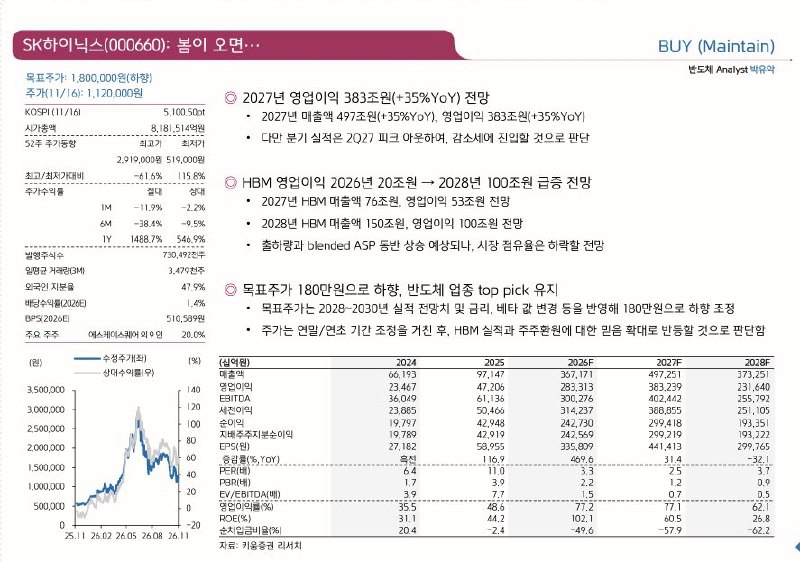 SK하이닉스(000660): 봄이 오면…
BUY (Maintain)
반도체 Analyst 박유악
목표주가: 1,800,000원(하향)
주가(11/16): 1,120,000원
KOSPI (11/16) 5,100.50pt
시가총액 8,181,514억원
52주 주가동향 최고가 최저가
2,919,000원 519,000원
최고/최저가대비 -61.6% 115.8%
주가수익률 절대 상대
1M -11.9% -2.2%
6M -38.4% -9.5%
1Y 1488.7% 546.9%
발행주식수 730,492천주
일평균 거래량(3M) 3,479천주
외국인 지분율 47.9%
배당수익률(2026E) 1.4%
BPS(2026E) 510,589원
주요 주주 에스케이스퀘어 외 9 인 20.0%
◎ 2027년 영업이익 383조원(+35%YoY) 전망
• 2027년 매출액 497조원(+35%YoY), 영업이익 383조원(+35%YoY)
• 다만 분기 실적은 2Q27 피크 아웃하여, 감소세에 진입할 것으로 판단
◎ HBM 영업이익 2026년 20조원 → 2028년 100조원 급증 전망
• 2027년 HBM 매출액 76조원, 영업이익 53조원 전망
• 2028년 HBM 매출액 150조원, 영업이익 100조원 전망
• 출하량과 blended ASP 동반 상승 예상되나, 시장 점유율은 하락할 전망
◎ 목표주가 180만원으로 하향, 반도체 업종 top pick 유지
• 목표주가는 2028~2030년 실적 전망치 및 금리, 베타 값 변경 등을 반영해 180만원으로 하향 조정
• 주가는 연말/연초 기간 조정을 거친 후, HBM 실적과 주주환원에 대한 믿음 확대로 반등할 것으로 판단함
(원) 수정주가(좌) (%)
상대수익률(우)
3,500,000 140
3,000,000 120
2,500,000 100
2,000,000 80
1,500,000 60
1,000,000 40
500,000 20
0 0
-20
25.11 26.02 26.05 26.08 26.11
(십억원) 2024 2025 2026F 2027F 2028F
매출액 66,193 97,147 367,171 497,251 373,251
영업이익 23,467 47,206 283,313 383,239 231,640
EBITDA 36,049 61,136 300,276 402,442 255,792
세전이익 23,885 50,466 314,237 388,855 251,105
순이익 19,797 42,948 242,730 299,418 193,351
지배주주지분순이익 19,789 42,919 242,569 299,219 193,222
EPS(원) 27,182 58,955 335,809 441,413 299,765
증감률(%,YoY) 흑전 116.9 469.6 31.4 -32.1
PER(배) 6.4 11.0 3.3 2.5 3.7
PBR(배) 1.7 3.9 2.2 1.2 0.9
EV/EBITDA(배) 3.9 7.7 1.5 0.7 0.5
영업이익률(%) 35.5 48.6 77.2 77.1 62.1
ROE(%) 31.1 44.2 102.1 60.5 26.8
순차입금비율(%) 20.4 -2.4 -49.6 -57.9 -62.2
자료: 키움증권 리서치